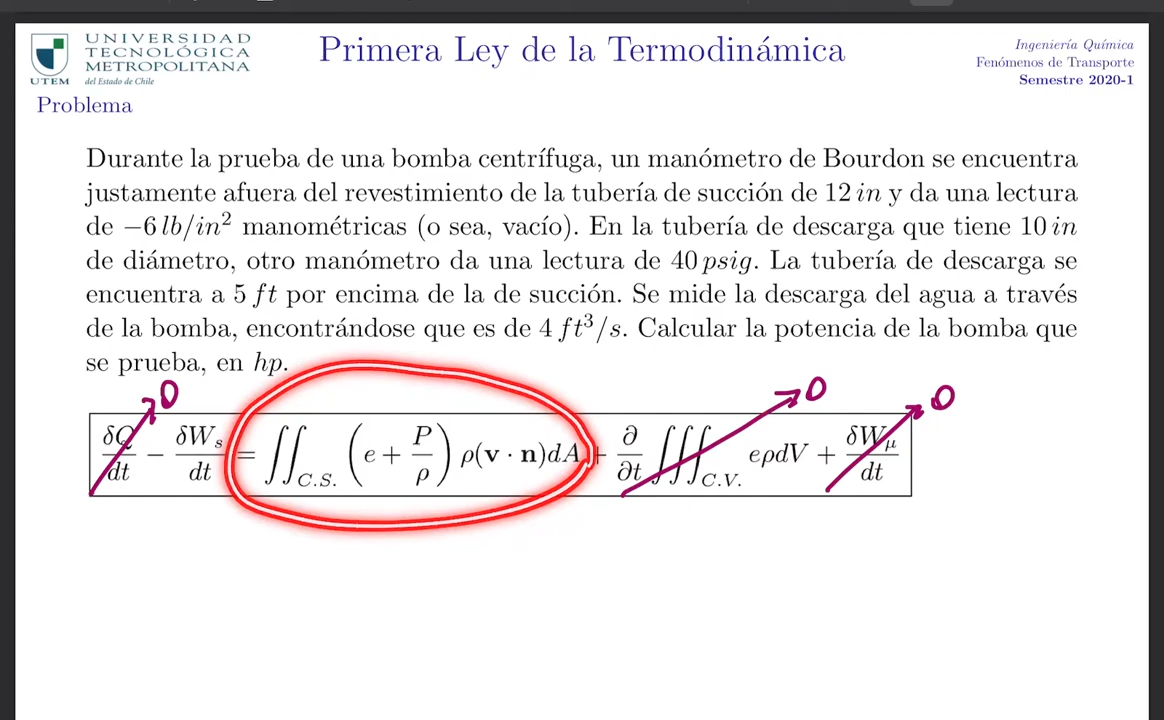 UNIVERSIDAD
TECNOLÓGICA
METROPOLITANA
UTEM del Estado de Chile
Primera Ley de la Termodinámica
Ingeniería Química
Fenómenos de Transporte
Semestre 2020-1
Problema
Durante la prueba de una bomba centrífuga, un manómetro de Bourdon se encuentra
justamente afuera del revestimiento de la tubería de succión de 12 in y da una lectura
de −6 lb/in² manométricas (o sea, vacío). En la tubería de descarga que tiene 10 in
de diámetro, otro manómetro da una lectura de 40 psig. La tubería de descarga se
encuentra a 5 ft por encima de la de succión. Se mide la descarga del agua a través
de la bomba, encontrándose que es de 4 ft³/s. Calcular la potencia de la bomba que
se prueba, en hp.
0 0 0
δQ/dt − δWₛ/dt = ∬_C.S. (e + P/ρ) ρ(v · n)dA + ∂/∂t ∭_C.V. eρdV + δW_μ/dt